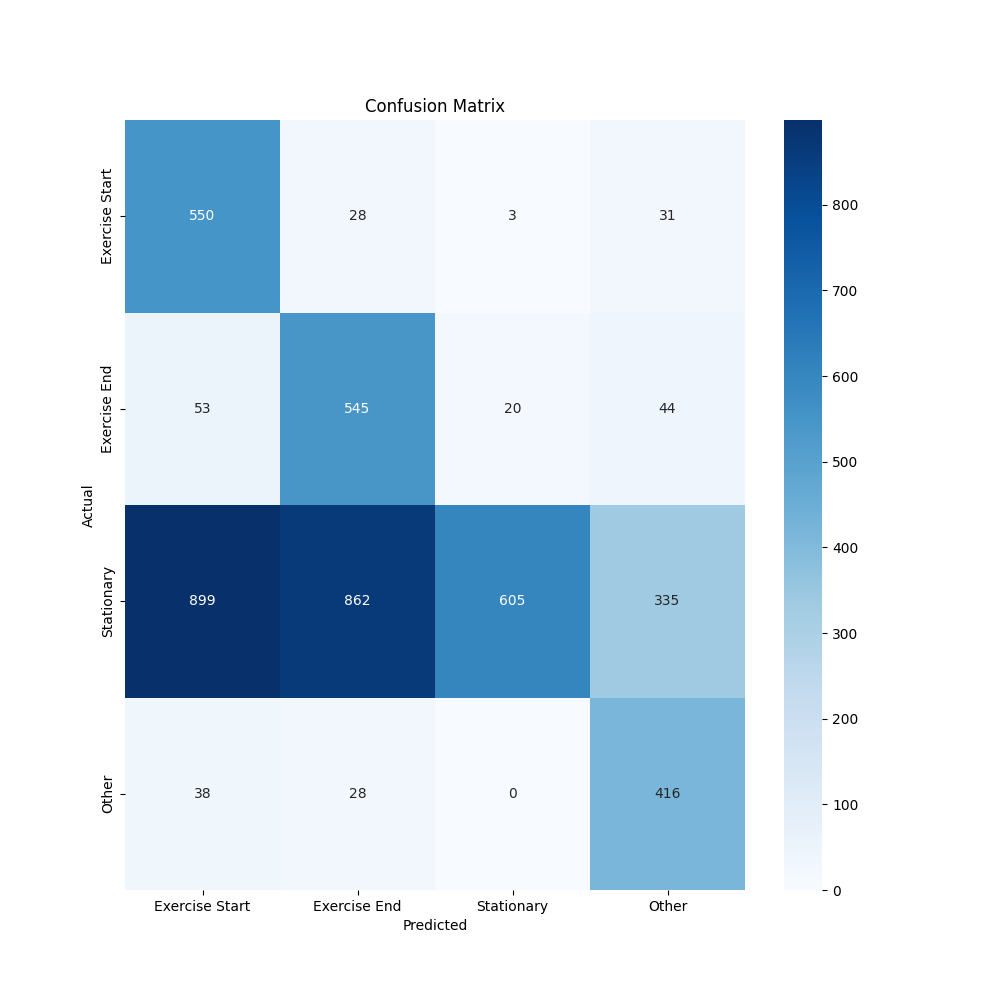 Confusion Matrix
Actual
Exercise Start
550 28 3 31
Exercise End
53 545 20 44
Stationary
899 862 605 335
Other
38 28 0 416
Exercise Start Exercise End Stationary Other
Predicted
800
700
600
500
400
300
200
100
0